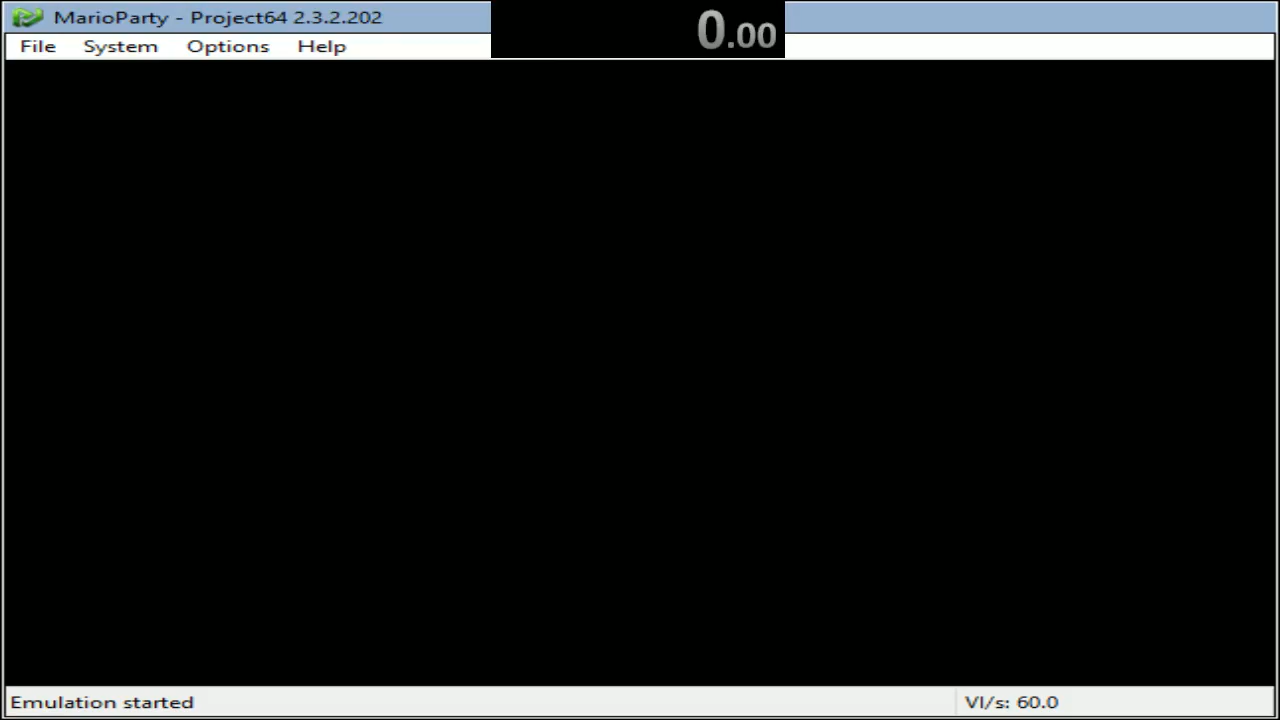 MarioParty - Project64 2.3.2.202
0.00
File System Options Help
Emulation started VI/s: 60.0